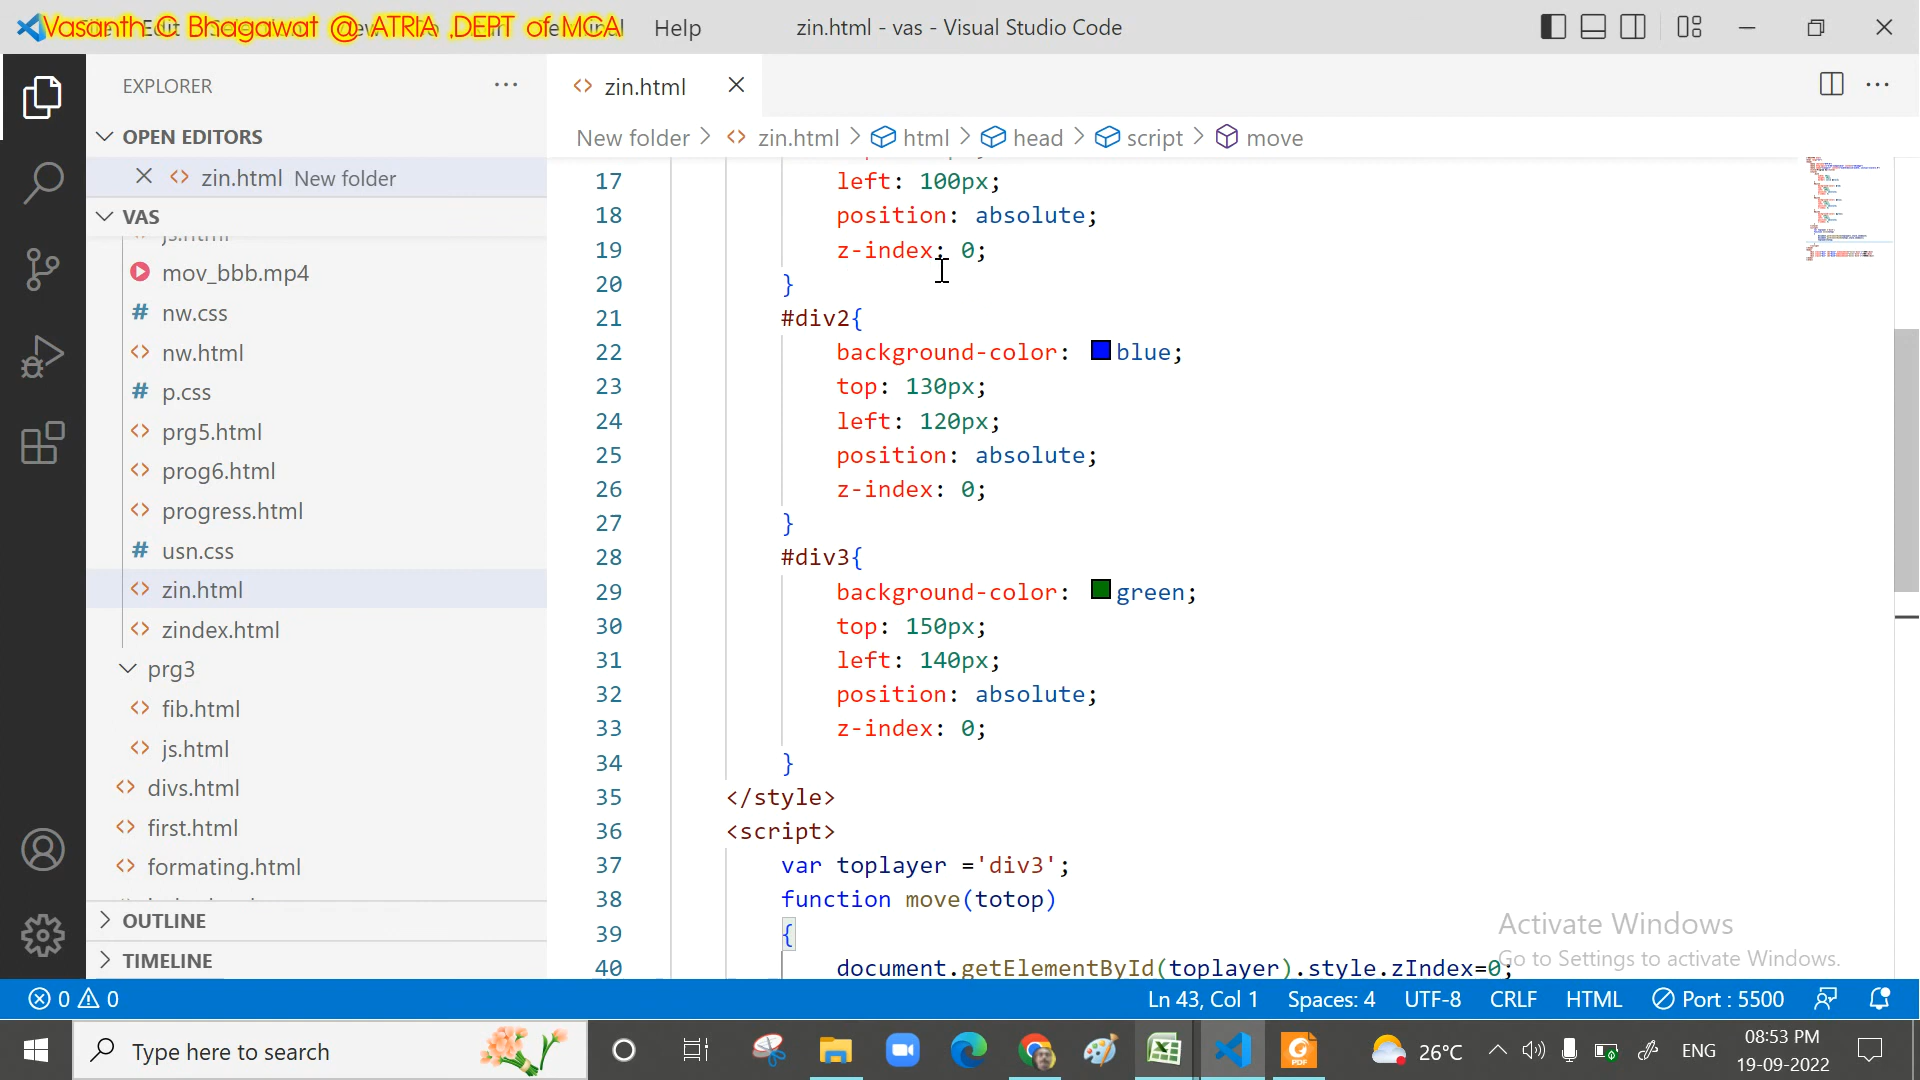 Vasanth C Bhagawat @ ATRIA ,DEPT of MCA
Help
zin.html - vas - Visual Studio Code
EXPLORER
OPEN EDITORS
zin.html New folder
VAS
js.html
mov_bbb.mp4
nw.css
nw.html
p.css
prg5.html
prog6.html
progress.html
usn.css
zin.html
zindex.html
prg3
fib.html
js.html
divs.html
first.html
formating.html
OUTLINE
TIMELINE
zin.html
New folder > zin.html > html > head > script > move
17 left: 100px;
18 position: absolute;
19 z-index: 0;
20 }
21 #div2{
22 background-color: blue;
23 top: 130px;
24 left: 120px;
25 position: absolute;
26 z-index: 0;
27 }
28 #div3{
29 background-color: green;
30 top: 150px;
31 left: 140px;
32 position: absolute;
33 z-index: 0;
34 }
35 </style>
36 <script>
37 var toplayer ='div3';
38 function move(totop)
39 {
40 document.getElementById(toplayer).style.zIndex=0;
Activate Windows
Go to Settings to activate Windows.
0 0
Ln 43, Col 1 Spaces: 4 UTF-8 CRLF HTML Port : 5500
Type here to search
PDF
26°C
ENG
08:53 PM
19-09-2022